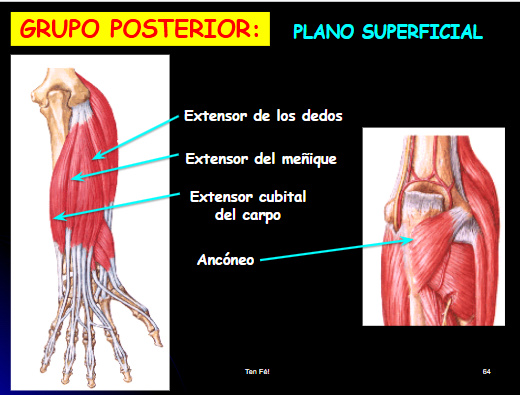 GRUPO POSTERIOR:
PLANO SUPERFICIAL
Extensor de los dedos
Extensor del meñique
Extensor cubital
del carpo
Ancóneo
Ten Fé!
64